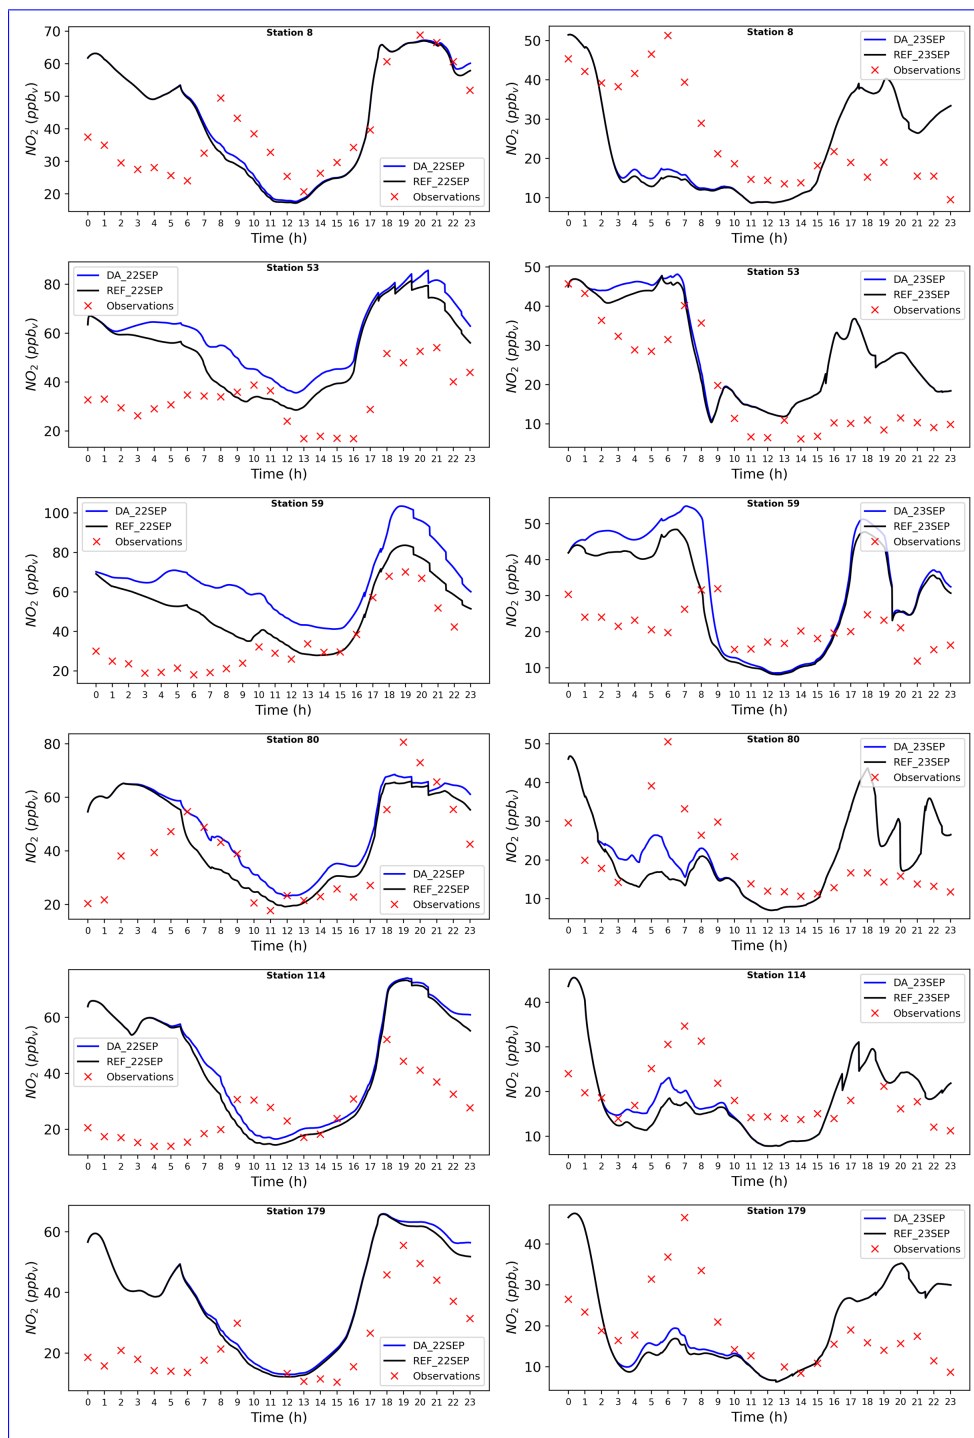 Station 8
NO2 (ppbv)
70
60
50
40
30
20
DA_22SEP
REF_22SEP
Observations
0 1 2 3 4 5 6 7 8 9 10 11 12 13 14 15 16 17 18 19 20 21 22 23
Time (h)
Station 8
NO2 (ppbv)
50
40
30
20
10
DA_23SEP
REF_23SEP
Observations
0 1 2 3 4 5 6 7 8 9 10 11 12 13 14 15 16 17 18 19 20 21 22 23
Time (h)
Station 53
NO2 (ppbv)
80
60
40
20
DA_22SEP
REF_22SEP
Observations
0 1 2 3 4 5 6 7 8 9 10 11 12 13 14 15 16 17 18 19 20 21 22 23
Time (h)
Station 53
NO2 (ppbv)
50
40
30
20
10
DA_23SEP
REF_23SEP
Observations
0 1 2 3 4 5 6 7 8 9 10 11 12 13 14 15 16 17 18 19 20 21 22 23
Time (h)
Station 59
NO2 (ppbv)
100
80
60
40
20
DA_22SEP
REF_22SEP
Observations
0 1 2 3 4 5 6 7 8 9 10 11 12 13 14 15 16 17 18 19 20 21 22 23
Time (h)
Station 59
NO2 (ppbv)
50
40
30
20
10
DA_23SEP
REF_23SEP
Observations
0 1 2 3 4 5 6 7 8 9 10 11 12 13 14 15 16 17 18 19 20 21 22 23
Time (h)
Station 80
NO2 (ppbv)
80
60
40
20
DA_22SEP
REF_22SEP
Observations
0 1 2 3 4 5 6 7 8 9 10 11 12 13 14 15 16 17 18 19 20 21 22 23
Time (h)
Station 80
NO2 (ppbv)
50
40
30
20
10
DA_23SEP
REF_23SEP
Observations
0 1 2 3 4 5 6 7 8 9 10 11 12 13 14 15 16 17 18 19 20 21 22 23
Time (h)
Station 114
NO2 (ppbv)
60
40
20
DA_22SEP
REF_22SEP
Observations
0 1 2 3 4 5 6 7 8 9 10 11 12 13 14 15 16 17 18 19 20 21 22 23
Time (h)
Station 114
NO2 (ppbv)
40
30
20
10
DA_23SEP
REF_23SEP
Observations
0 1 2 3 4 5 6 7 8 9 10 11 12 13 14 15 16 17 18 19 20 21 22 23
Time (h)
Station 179
NO2 (ppbv)
60
40
20
DA_22SEP
REF_22SEP
Observations
0 1 2 3 4 5 6 7 8 9 10 11 12 13 14 15 16 17 18 19 20 21 22 23
Time (h)
Station 179
NO2 (ppbv)
50
40
30
20
10
DA_23SEP
REF_23SEP
Observations
0 1 2 3 4 5 6 7 8 9 10 11 12 13 14 15 16 17 18 19 20 21 22 23
Time (h)